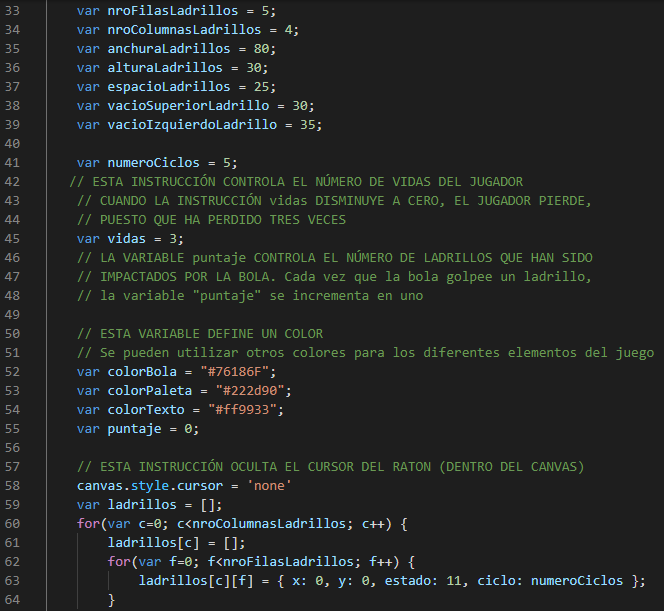 33 var nroFilasLadrillos = 5;
34 var nroColumnasLadrillos = 4;
35 var anchuraLadrillos = 80;
36 var alturaLadrillos = 30;
37 var espacioLadrillos = 25;
38 var vacioSuperiorLadrillo = 30;
39 var vacioIzquierdoLadrillo = 35;
40
41 var numeroCiclos = 5;
42 // ESTA INSTRUCCIÓN CONTROLA EL NÚMERO DE VIDAS DEL JUGADOR
43 // CUANDO LA INSTRUCCIÓN vidas DISMINUYE A CERO, EL JUGADOR PIERDE,
44 // PUESTO QUE HA PERDIDO TRES VECES
45 var vidas = 3;
46 // LA VARIABLE puntaje CONTROLA EL NÚMERO DE LADRILLOS QUE HAN SIDO
47 // IMPACTADOS POR LA BOLA. Cada vez que la bola golpee un ladrillo,
48 // la variable "puntaje" se incrementa en uno
49
50 // ESTA VARIABLE DEFINE UN COLOR
51 // Se pueden utilizar otros colores para los diferentes elementos del juego
52 var colorBola = "#76186F";
53 var colorPaleta = "#222d90";
54 var colorTexto = "#ff9933";
55 var puntaje = 0;
56
57 // ESTA INSTRUCCIÓN OCULTA EL CURSOR DEL RATON (DENTRO DEL CANVAS)
58 canvas.style.cursor = 'none'
59 var ladrillos = [];
60 for(var c=0; c<nroColumnasLadrillos; c++) {
61 ladrillos[c] = [];
62 for(var f=0; f<nroFilasLadrillos; f++) {
63 ladrillos[c][f] = { x: 0, y: 0, estado: 11, ciclo: numeroCiclos };
64 }